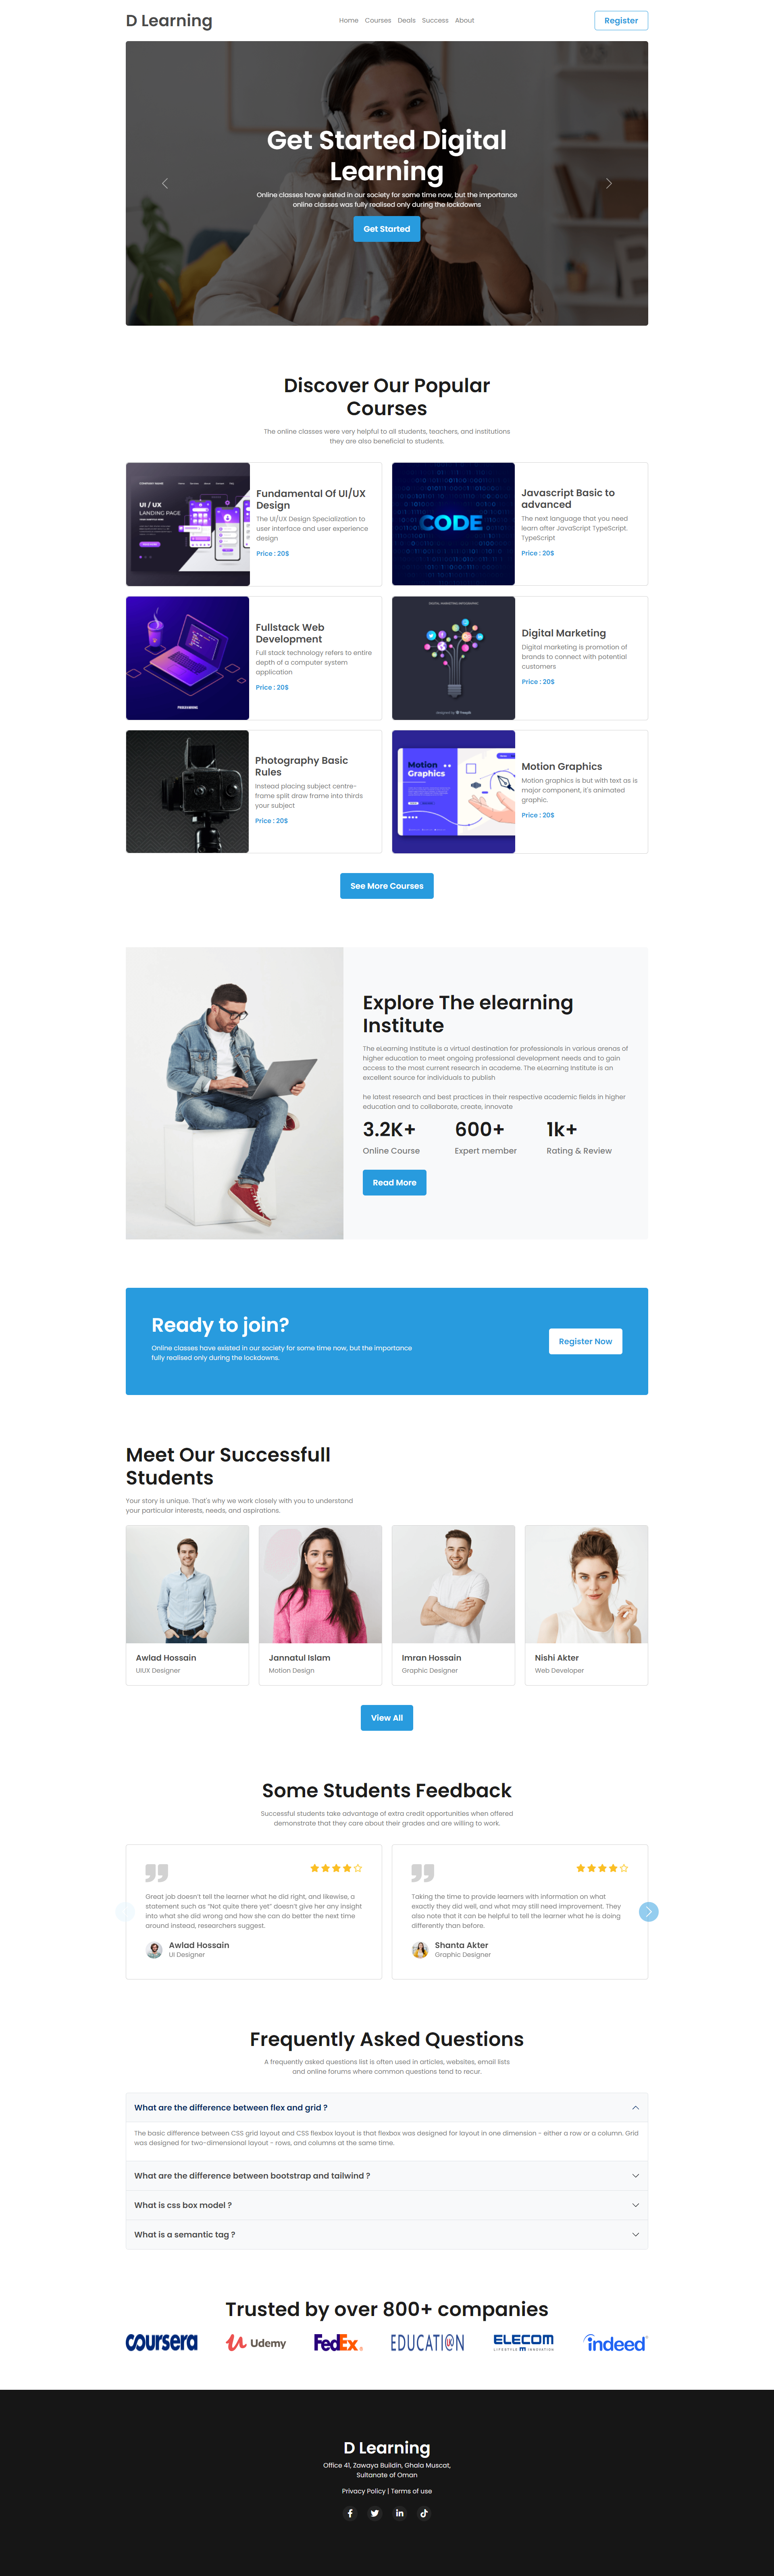 D Learning
Home Courses Deals Success About
Register
Get Started Digital
Learning
Online classes have existed in our society for some time now, but the importance
online classes was fully realised only during the lockdowns
Get Started
Discover Our Popular
Courses
The online classes were very helpful to all students, teachers, and institutions
they are also beneficial to students.
UI / UX
LANDING PAGE
Fundamental Of UI/UX
Design
The UI/UX Design Specialization to
user interface and user experience
design
Price : 20$
CODE
Javascript Basic to
advanced
The next language that you need
learn after JavaScript TypeScript.
TypeScript
Price : 20$
Fullstack Web
Development
Full stack technology refers to entire
depth of a computer system
application
Price : 20$
DIGITAL MARKETING INFOGRAPHIC
designed by freepik
Digital Marketing
Digital marketing is promotion of
brands to connect with potential
customers
Price : 20$
Photography Basic
Rules
Instead placing subject centre-
frame split draw frame into thirds
your subject
Price : 20$
Motion
Graphics
Motion Graphics
Motion graphics is but with text as is
major component, it's animated
graphic.
Price : 20$
See More Courses
Explore The elearning
Institute
The eLearning Institute is a virtual destination for professionals in various arenas of
higher education to meet ongoing professional development needs and to gain
access to the most current research in academe. The eLearning Institute is an
excellent source for individuals to publish
he latest research and best practices in their respective academic fields in higher
education and to collaborate, create, innovate
3.2K+ 600+ 1k+
Online Course Expert member Rating & Review
Read More
Ready to join?
Online classes have existed in our society for some time now, but the importance
fully realised only during the lockdowns.
Register Now
Meet Our Successfull
Students
Your story is unique. That's why we work closely with you to understand
your particular interests, needs, and aspirations.
Awlad Hossain
UIUX Designer
Jannatul Islam
Motion Design
Imran Hossain
Graphic Designer
Nishi Akter
Web Developer
View All
Some Students Feedback
Successful students take advantage of extra credit opportunities when offered
demonstrate that they care about their grades and are willing to work.
Great job doesn't tell the learner what he did right, and likewise, a
statement such as "Not quite there yet" doesn't give her any insight
into what she did wrong and how she can do better the next time
around instead, researchers suggest.
Awlad Hossain
UI Designer
Taking the time to provide learners with information on what
exactly they did well, and what may still need improvement. They
also note that it can be helpful to tell the learner what he is doing
differently than before.
Shanta Akter
Graphic Designer
Frequently Asked Questions
A frequently asked questions list is often used in articles, websites, email lists
and online forums where common questions tend to recur.
What are the difference between flex and grid ?
The basic difference between CSS grid layout and CSS flexbox layout is that flexbox was designed for layout in one dimension - either a row or a column. Grid
was designed for two-dimensional layout - rows, and columns at the same time.
What are the difference between bootstrap and tailwind ?
What is css box model ?
What is a semantic tag ?
Trusted by over 800+ companies
coursera Udemy FedEx EDUCATI@N ELECOM indeed
LIFESTYLE INNOVATION
D Learning
Office 41, Zawaya Buildin, Ghala Muscat,
Sultanate of Oman
Privacy Policy | Terms of use